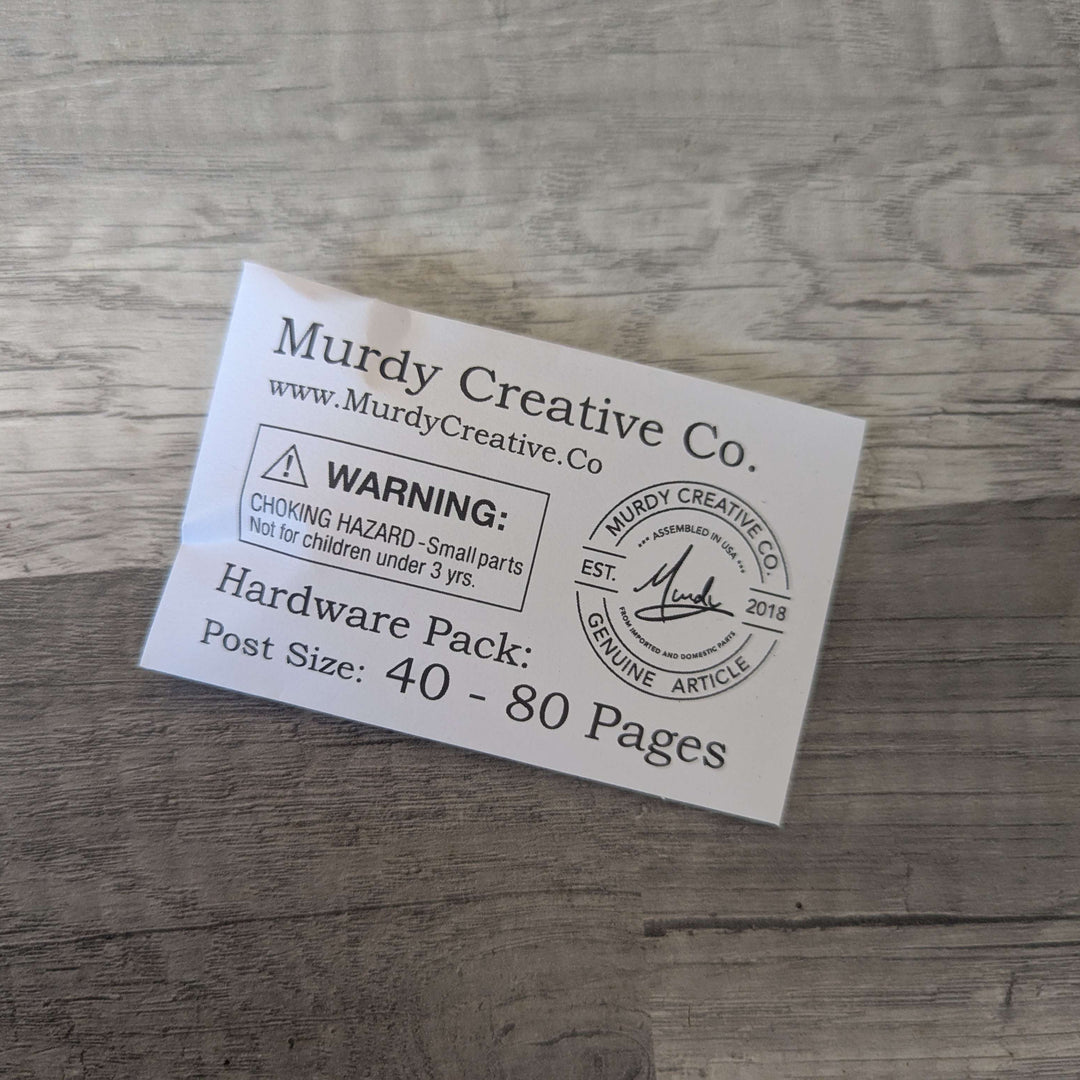 Murdy Creative Co.
www.MurdyCreative.Co
WARNING:
CHOKING HAZARD - Small parts
Not for children under 3 yrs.
MURDY CREATIVE CO.
*** ASSEMBLED IN USA ***
EST.
Murdy
2018
FROM IMPORTED AND DOMESTIC PARTS
GENUINE ARTICLE
Hardware Pack:
Post Size: 40 - 80 Pages